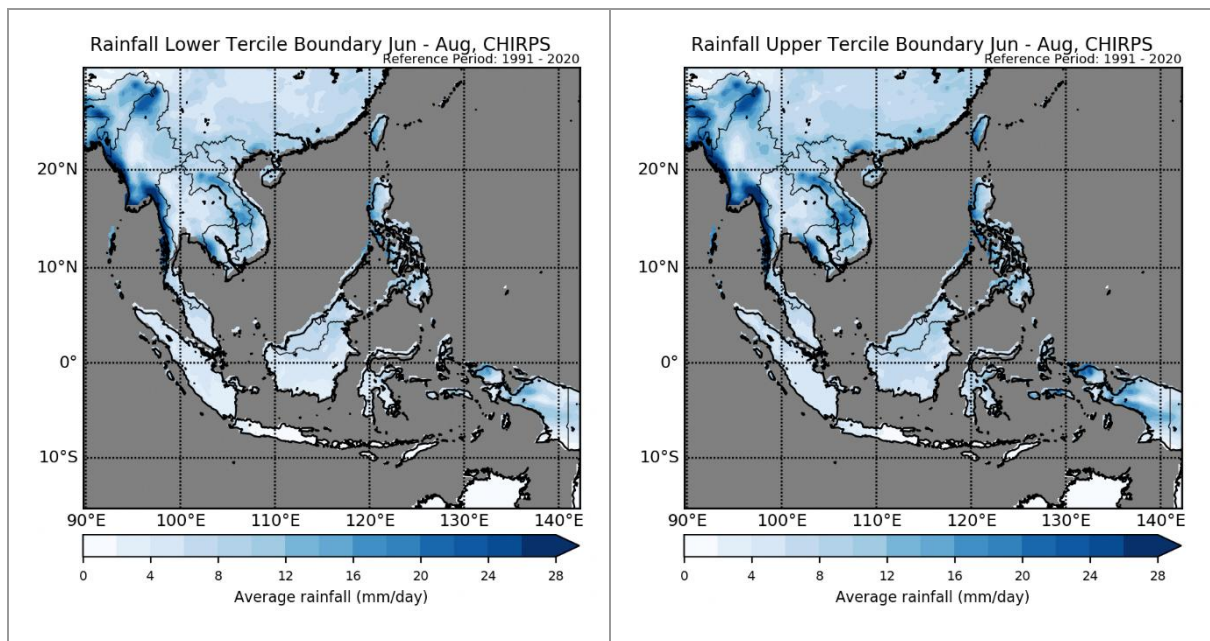 Rainfall Lower Tercile Boundary Jun - Aug, CHIRPS
Reference Period: 1991 - 2020
20°N
10°N
0°
10°S
90°E 100°E 110°E 120°E 130°E 140°E
0 4 8 12 16 20 24 28
Average rainfall (mm/day)
Rainfall Upper Tercile Boundary Jun - Aug, CHIRPS
Reference Period: 1991 - 2020
20°N
10°N
0°
10°S
90°E 100°E 110°E 120°E 130°E 140°E
0 4 8 12 16 20 24 28
Average rainfall (mm/day)